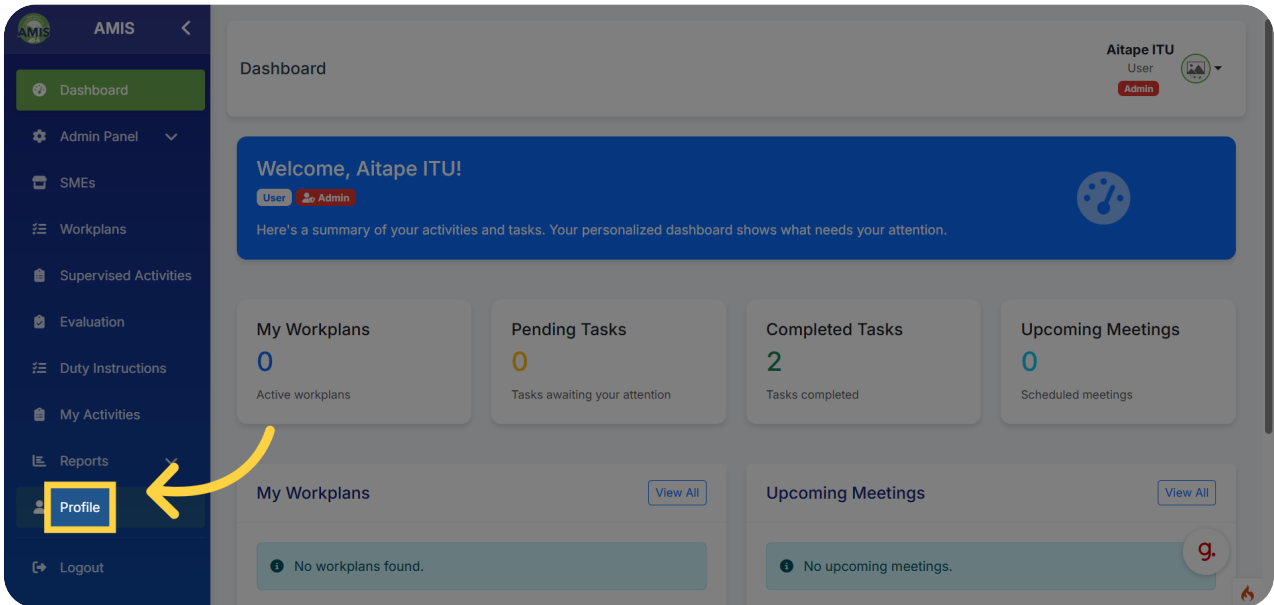 AMIS
AMIS
Dashboard
Admin Panel
SMEs
Workplans
Supervised Activities
Evaluation
Duty Instructions
My Activities
Reports
Profile
Logout
Dashboard
Aitape ITU
User
Admin
Welcome, Aitape ITU!
User Admin
Here's a summary of your activities and tasks. Your personalized dashboard shows what needs your attention.
My Workplans
0
Active workplans
Pending Tasks
0
Tasks awaiting your attention
Completed Tasks
2
Tasks completed
Upcoming Meetings
0
Scheduled meetings
My Workplans View All
No workplans found.
Upcoming Meetings View All
No upcoming meetings.
g.